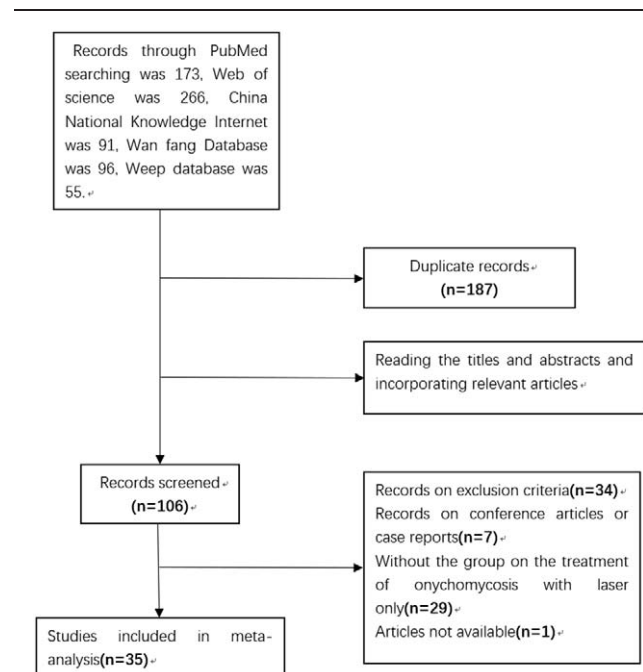 Records through PubMed
searching was 173, Web of
science was 266, China
National Knowledge Internet
was 91, Wan fang Database
was 96, Weep database was
55.
Duplicate records
(n=187)
Reading the titles and abstracts and
incorporating relevant articles
Records screened
(n=106)
Records on exclusion criteria(n=34)
Records on conference articles or
case reports(n=7)
Without the group on the treatment
of onychomycosis with laser
only(n=29)
Articles not available(n=1)
Studies included in meta-
analysis(n=35)